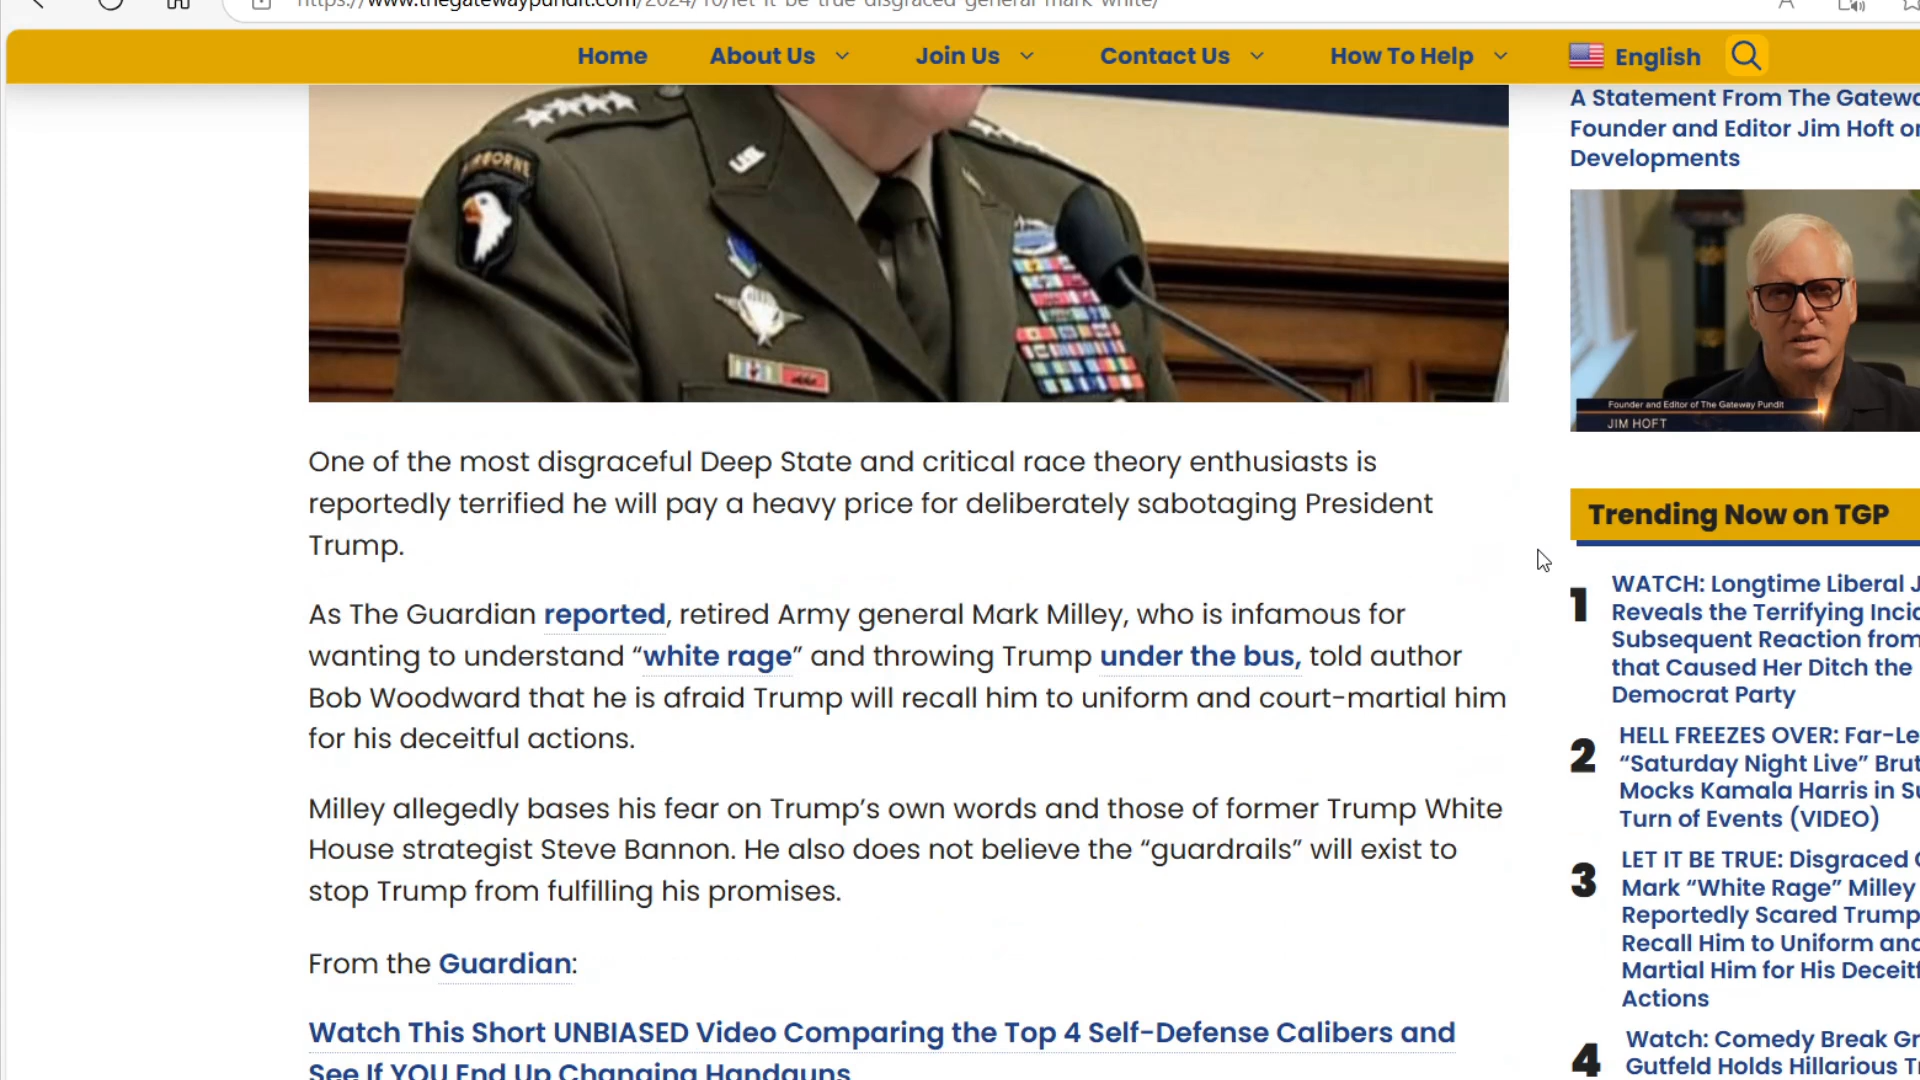 https://www.thegatewaypundit.com/2024/10/let-it-be-true-disgraced-general-mark-white/
Home
About Us
Join Us
Contact Us
How To Help
English
AIRBORNE
A Statement From The Gatew
Founder and Editor Jim Hoft
Developments
Founder and Editor of The Gateway Pundit
JIM HOFT
One of the most disgraceful Deep State and critical race theory enthusiasts is
reportedly terrified he will pay a heavy price for deliberately sabotaging President
Trump.
As The Guardian reported, retired Army general Mark Milley, who is infamous for
wanting to understand “white rage” and throwing Trump under the bus, told author
Bob Woodward that he is afraid Trump will recall him to uniform and court-martial him
for his deceitful actions.
Milley allegedly bases his fear on Trump’s own words and those of former Trump White
House strategist Steve Bannon. He also does not believe the “guardrails” will exist to
stop Trump from fulfilling his promises.
From the Guardian:
Watch This Short UNBIASED Video Comparing the Top 4 Self-Defense Calibers and
See If YOU End Up Changing Handguns
Trending Now on TGP
1
WATCH: Longtime Liberal J
Reveals the Terrifying Inci
Subsequent Reaction from
that Caused Her Ditch the
Democrat Party
2
HELL FREEZES OVER: Far-Le
“Saturday Night Live” Brut
Mocks Kamala Harris in Su
Turn of Events (VIDEO)
3
LET IT BE TRUE: Disgraced
Mark “White Rage” Milley
Reportedly Scared Trump
Recall Him to Uniform and
Martial Him for His Deceitf
Actions
4
Watch: Comedy Break Gr
Gutfeld Holds Hillarious T